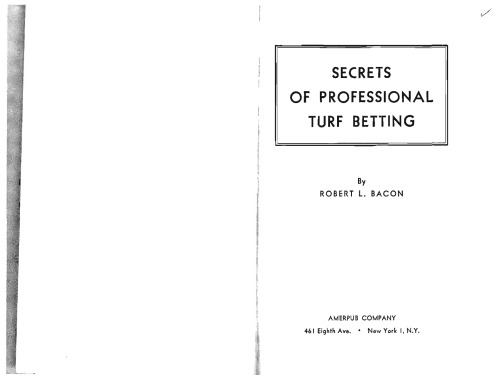 SECRETS
OF PROFESSIONAL
TURF BETTING
By
ROBERT L. BACON
AMERPUB COMPANY
461 Eighth Ave. • New York 1, N.Y.